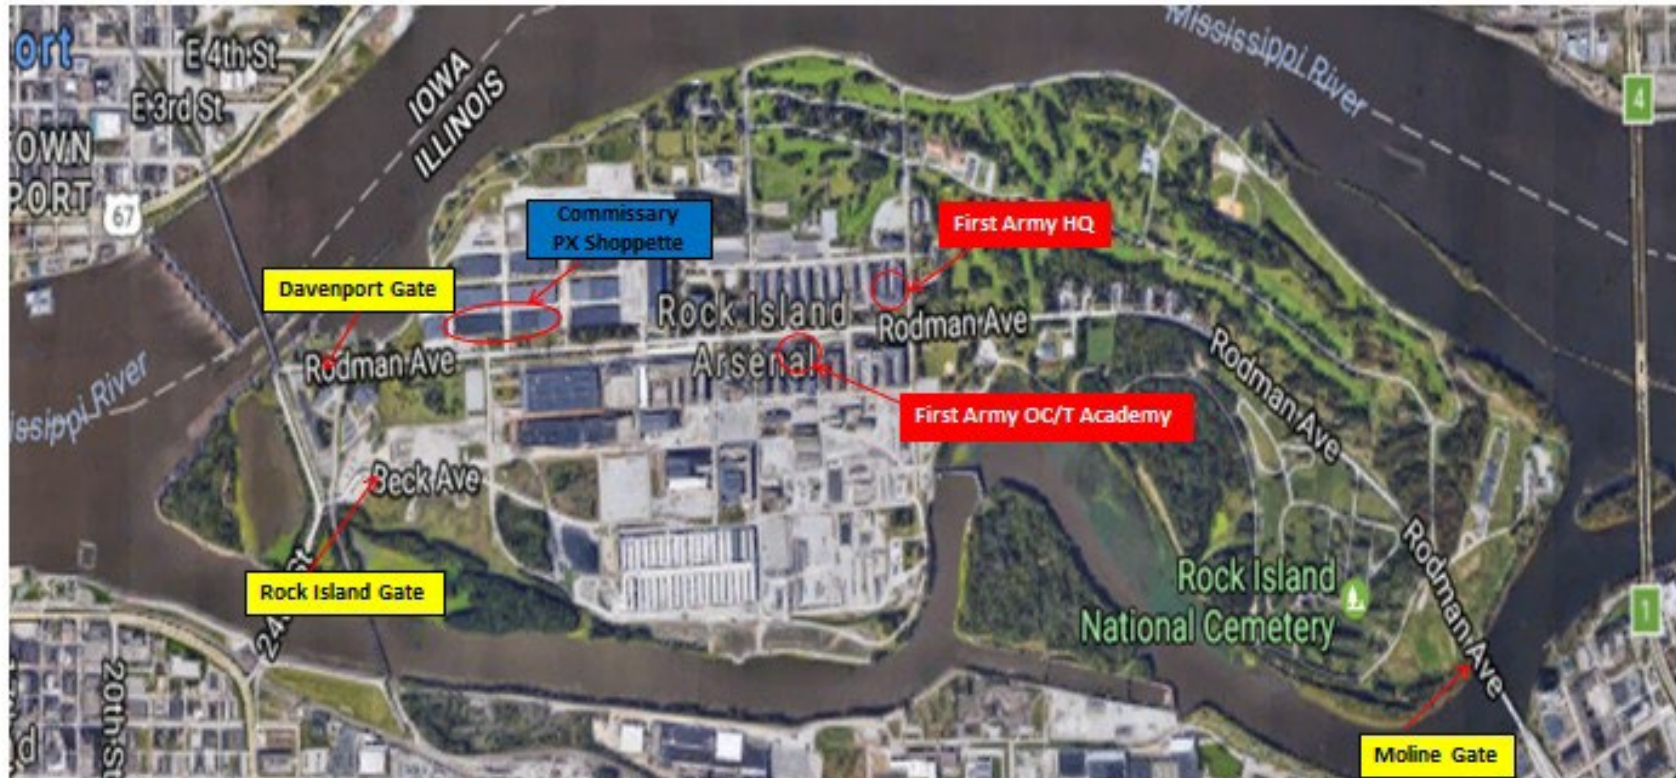 ort
E 4th St
E 3rd St
OWN
PORT
67
IOWA
ILLINOIS
Mississippi River
4
Commissary
PX Shoppette
First Army HQ
Davenport Gate
Rock Island
Arsenal
Rodman Ave
Rodman Ave
Rodman Ave
ssippi River
First Army OC/T Academy
Beck Ave
Rock Island Gate
Rock Island
National Cemetery
Rodman Ave
1
20th St
Moline Gate